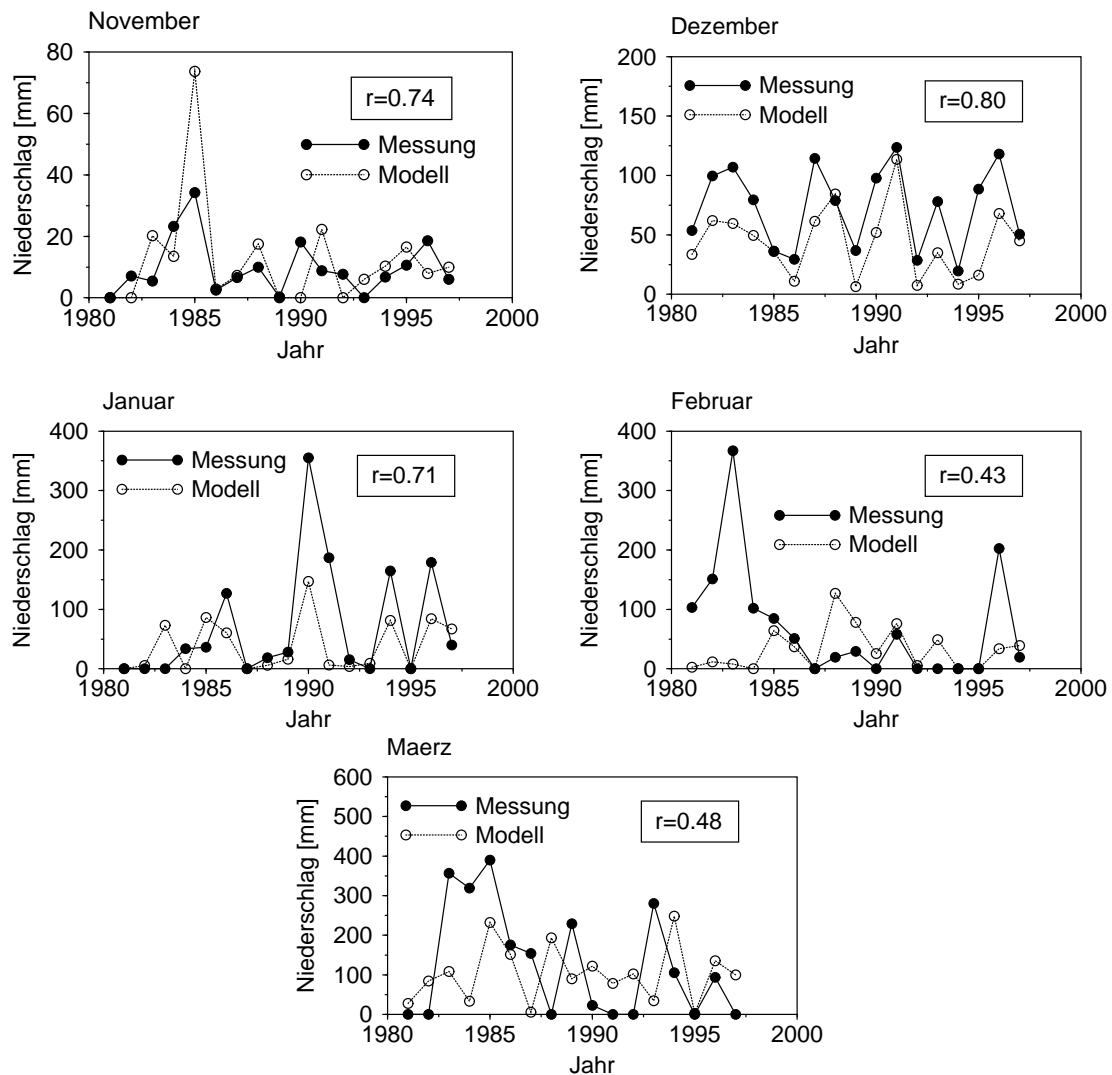 November
80
60
40
20
0
Niederschlag [mm]
r=0.74
Messung
Modell
1980 1985 1990 1995 2000
Jahr
Dezember
200
150
100
50
0
Niederschlag [mm]
Messung
Modell
r=0.80
1980 1985 1990 1995 2000
Jahr
Januar
400
300
200
100
0
Niederschlag [mm]
Messung
Modell
r=0.71
1980 1985 1990 1995 2000
Jahr
Februar
400
300
200
100
0
Niederschlag [mm]
r=0.43
Messung
Modell
1980 1985 1990 1995 2000
Jahr
Maerz
600
500
400
300
200
100
0
Niederschlag [mm]
Messung
Modell
r=0.48
1980 1985 1990 1995 2000
Jahr